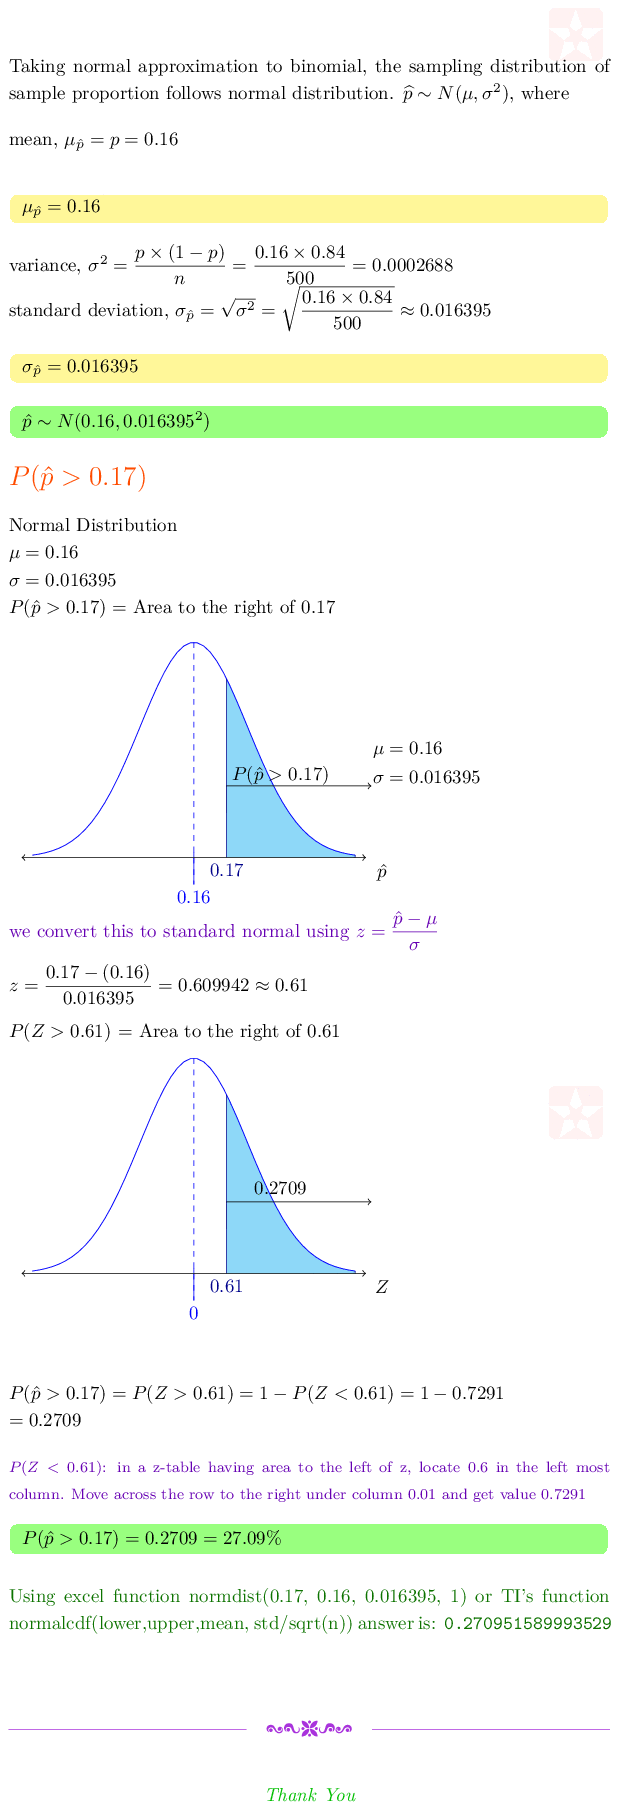 Taking normal approximation to binomial, the sampling distribution of
sample proportion follows normal distribution. p̂ ∼ N(μ, σ²), where
mean, μ_p̂ = p = 0.16
μ_p̂ = 0.16
variance, σ² = p × (1 − p) / n = 0.16 × 0.84 / 500 = 0.0002688
standard deviation, σ_p̂ = √σ² = √(0.16 × 0.84 / 500) ≈ 0.016395
σ_p̂ = 0.016395
p̂ ∼ N(0.16, 0.016395²)
P(p̂ > 0.17)
Normal Distribution
μ = 0.16
σ = 0.016395
P(p̂ > 0.17) = Area to the right of 0.17
μ = 0.16
P(p̂ > 0.17)
σ = 0.016395
0.17
p̂
0.16
we convert this to standard normal using z = p̂ − μ / σ
z = 0.17 − (0.16) / 0.016395 = 0.609942 ≈ 0.61
P(Z > 0.61) = Area to the right of 0.61
0.2709
0.61
Z
0
P(p̂ > 0.17) = P(Z > 0.61) = 1 − P(Z < 0.61) = 1 − 0.7291
= 0.2709
P(Z < 0.61): in a z-table having area to the left of z, locate 0.6 in the left most
column. Move across the row to the right under column 0.01 and get value 0.7291
P(p̂ > 0.17) = 0.2709 = 27.09%
Using excel function normdist(0.17, 0.16, 0.016395, 1) or TI's function
normalcdf(lower,upper,mean, std/sqrt(n)) answer is: 0.270951589993529
Thank You